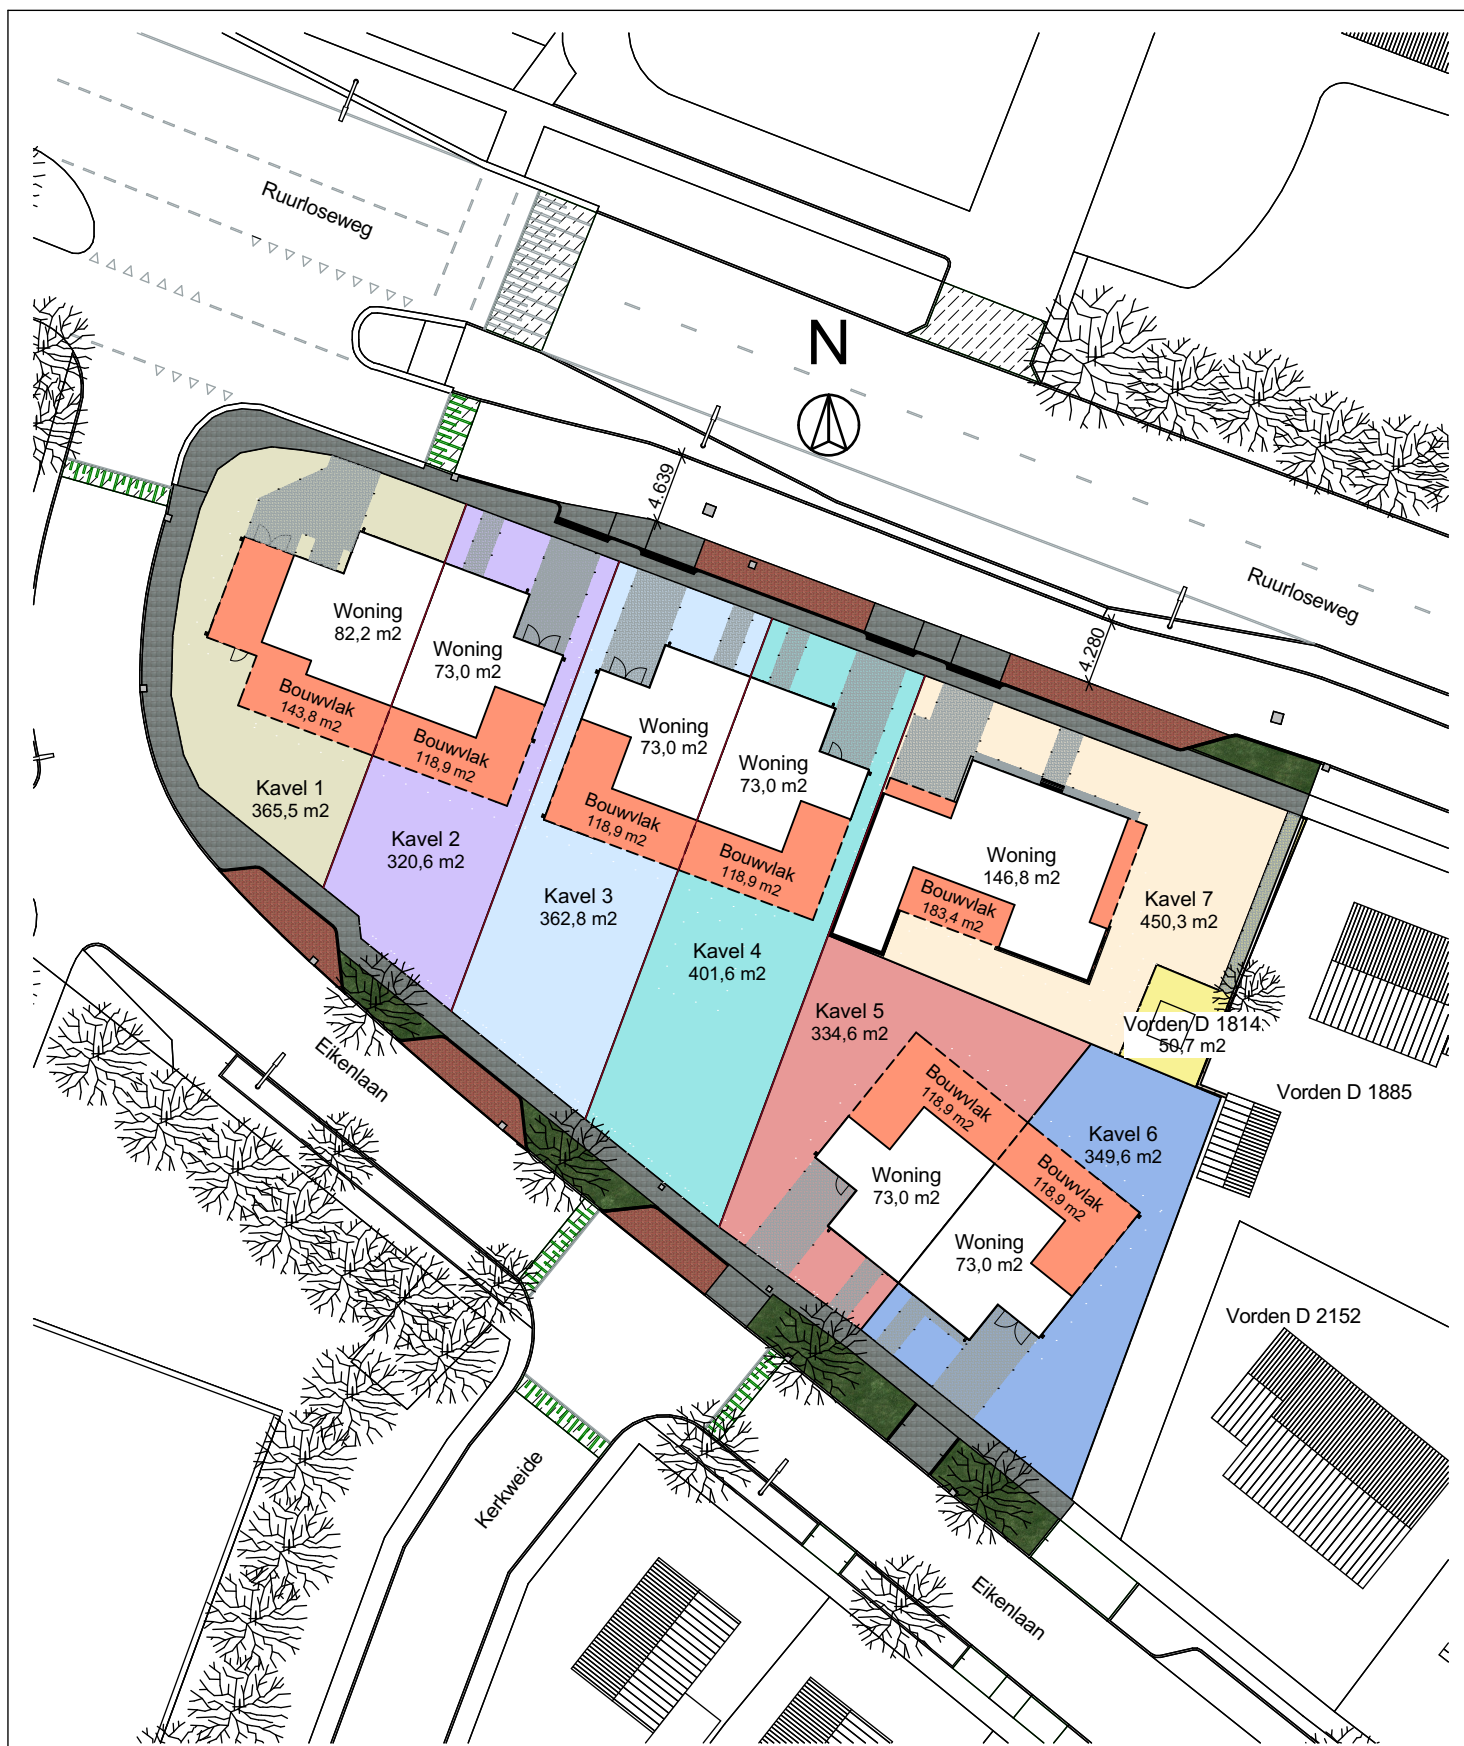 Ruurloseweg
N
4.639
Ruurloseweg
4.280
Woning
82,2 m2
Woning
73,0 m2
Bouwvlak
143,8 m2
Bouwvlak
118,9 m2
Kavel 1
365,5 m2
Kavel 2
320,6 m2
Woning
73,0 m2
Woning
73,0 m2
Bouwvlak
118,9 m2
Bouwvlak
118,9 m2
Kavel 3
362,8 m2
Kavel 4
401,6 m2
Woning
146,8 m2
Bouwvlak
183,4 m2
Kavel 7
450,3 m2
Kavel 5
334,6 m2
Vorden D 1814
50,7 m2
Vorden D 1885
Bouwvlak
118,9 m2
Kavel 6
349,6 m2
Bouwvlak
118,9 m2
Woning
73,0 m2
Woning
73,0 m2
Vorden D 2152
Eikenlaan
Kerkweide
Eikenlaan